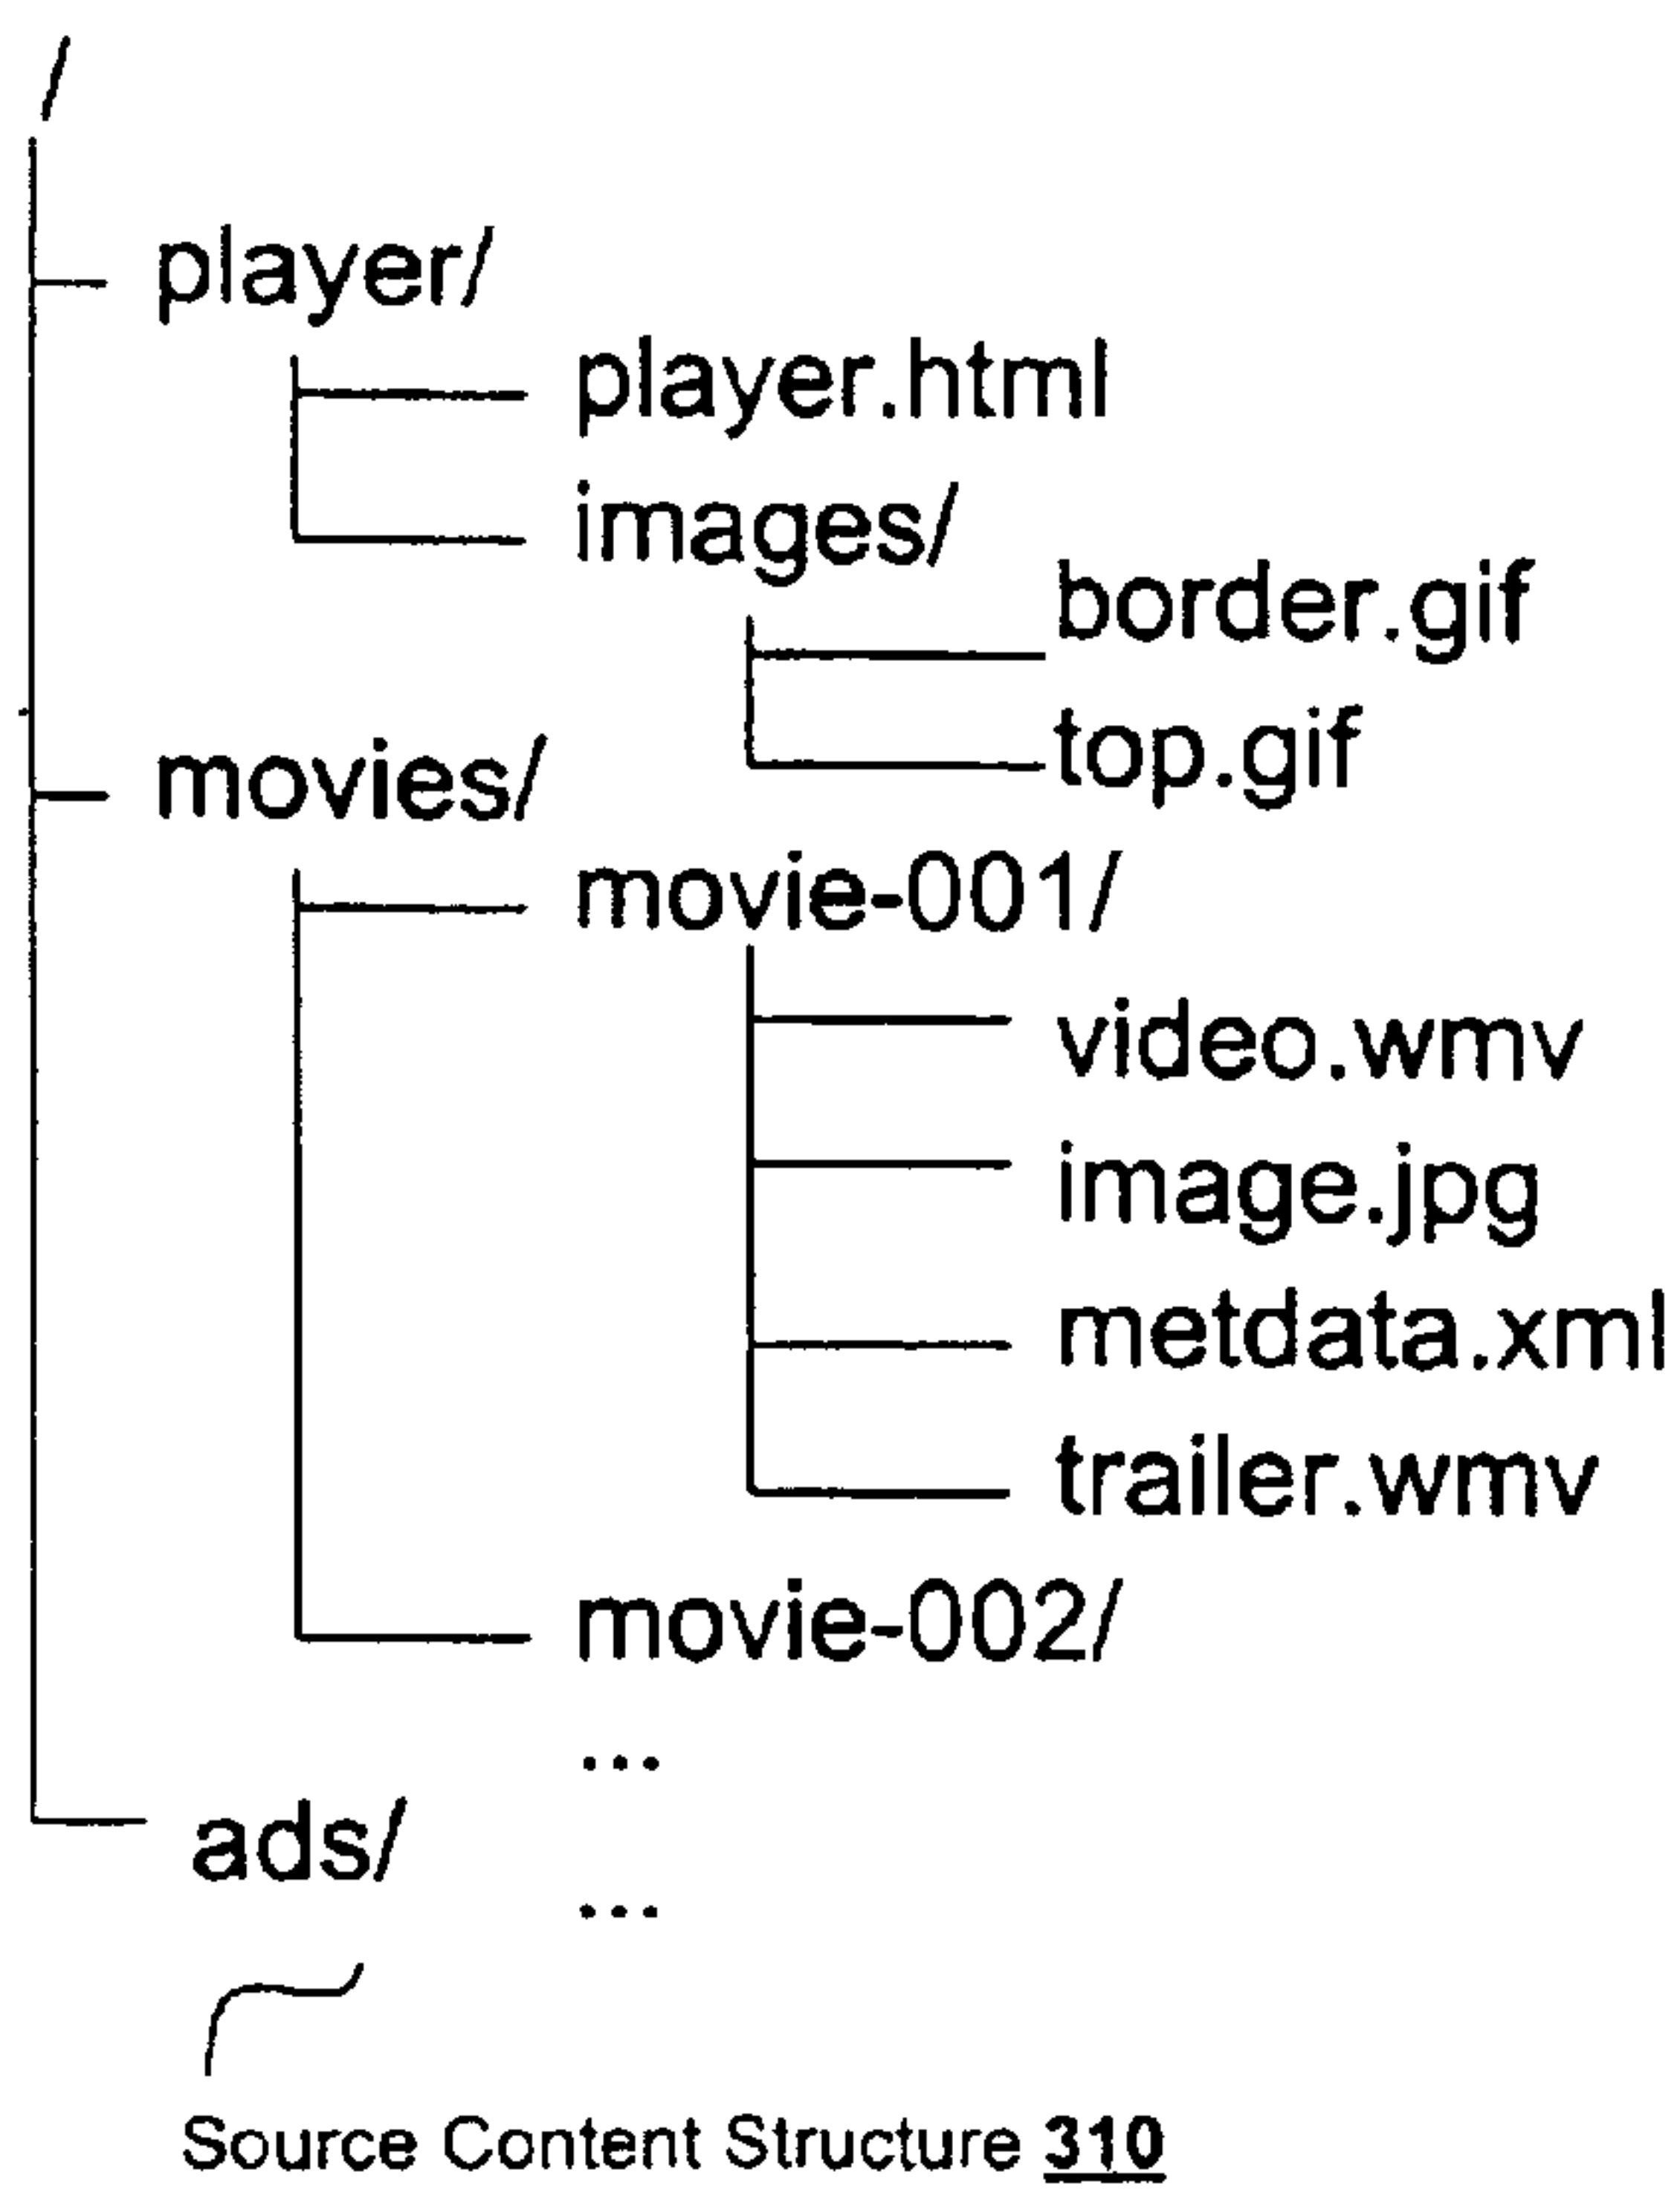 /
player/
player.html
images/
border.gif
top.gif
movies/
movie-001/
video.wmv
image.jpg
metdata.xml
trailer.wmv
movie-002/
...
ads/
...
Source Content Structure 310